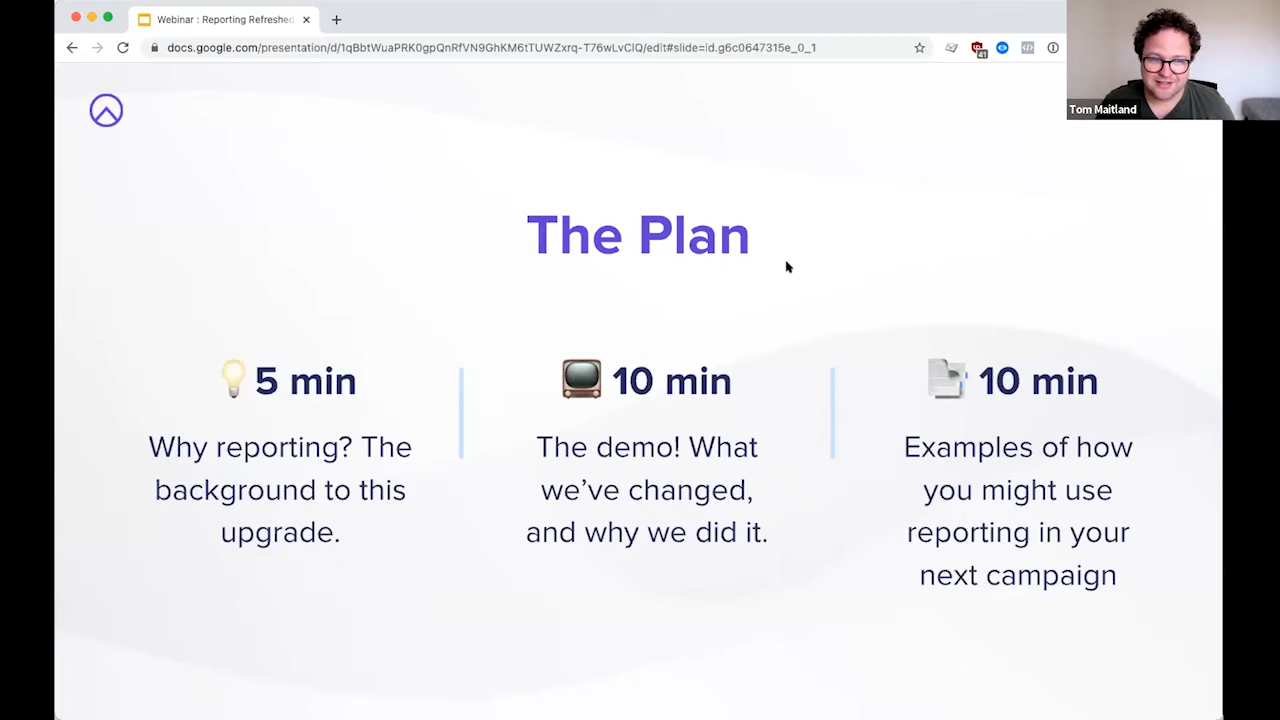 Webinar : Reporting Refreshed
docs.google.com/presentation/d/1qBbtWuaPRK0gpQnRfVN9GhKM6tTUWZxrq-T76wLvCIQ/edit#slide=id.g6c0647315e_0_1
41
Tom Maitland
The Plan
5 min
Why reporting? The
background to this
upgrade.
10 min
The demo! What
we've changed,
and why we did it.
10 min
Examples of how
you might use
reporting in your
next campaign